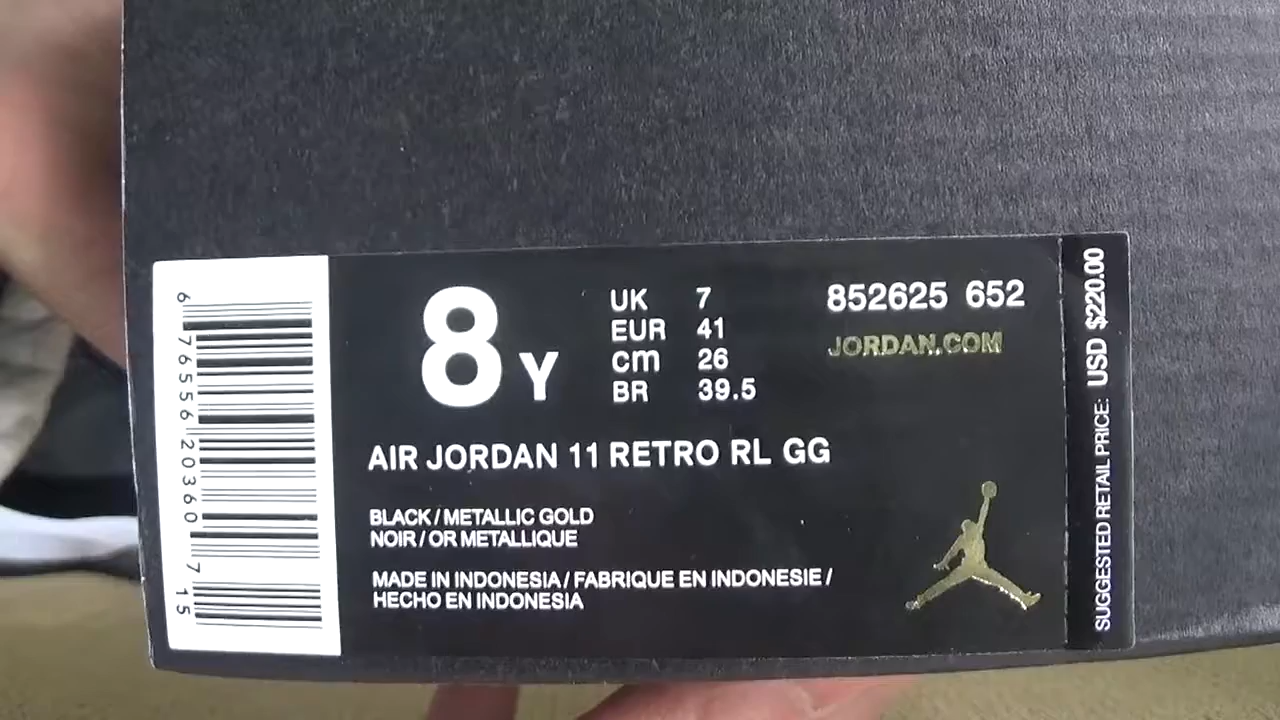 6 76556 20360 7 15
8 Y
UK 7
EUR 41
cm 26
BR 39.5
852625 652
JORDAN.COM
AIR JORDAN 11 RETRO RL GG
BLACK / METALLIC GOLD
NOIR / OR METALLIQUE
MADE IN INDONESIA / FABRIQUE EN INDONESIE /
HECHO EN INDONESIA
SUGGESTED RETAIL PRICE: USD $220.00